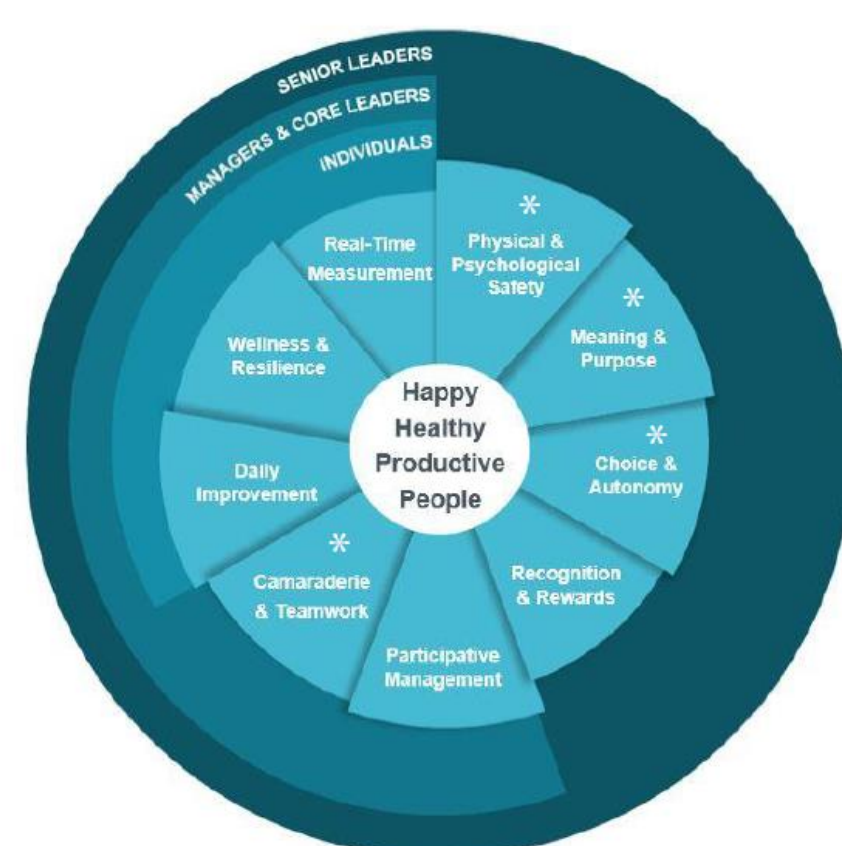 SENIOR LEADERS
MANAGERS & CORE LEADERS
INDIVIDUALS
*
Physical &
Psychological
Safety
*
Meaning &
Purpose
*
Choice &
Autonomy
Recognition
& Rewards
Participative
Management
*
Camaraderie
& Teamwork
Daily
Improvement
Wellness &
Resilience
Real-Time
Measurement
Happy
Healthy
Productive
People